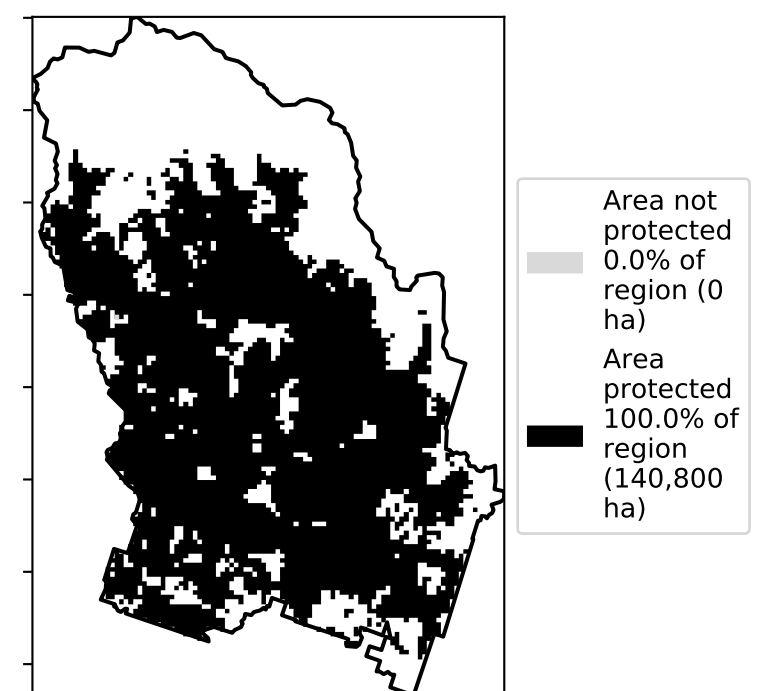 Area not
protected
0.0% of
region (0
ha)
Area
protected
100.0% of
region
(140,800
ha)